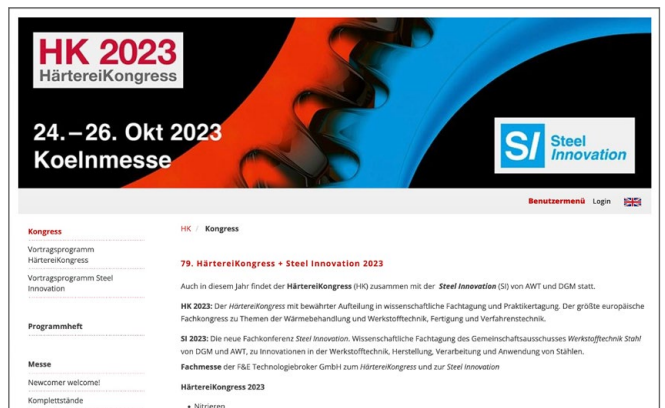 HK 2023
HärtereiKongress
24. – 26. Okt 2023
Koelnmesse
SI Steel
Innovation
Benutzermenü Login
Kongress
Vortragsprogramm
HärtereiKongress
Vortragsprogramm Steel
Innovation
Programmheft
Messe
Newcomer welcome!
Komplettstände
HK / Kongress
79. HärtereiKongress + Steel Innovation 2023
Auch in diesem Jahr findet der HärtereiKongress (HK) zusammen mit der Steel Innovation (SI) von AWT und DGM statt.
HK 2023: Der HärtereiKongress mit bewährter Aufteilung in wissenschaftliche Fachtagung und Praktikertagung. Der größte europäische
Fachkongress zu Themen der Wärmebehandlung und Werkstofftechnik, Fertigung und Verfahrenstechnik.
SI 2023: Die neue Fachkonferenz Steel Innovation. Wissenschaftliche Fachtagung des Gemeinschaftsausschusses Werkstofftechnik Stahl
von DGM und AWT, zu Innovationen in der Werkstofftechnik, Herstellung, Verarbeitung und Anwendung von Stählen.
Fachmesse der F&E Technologiebroker GmbH zum HärtereiKongress und zur Steel Innovation
HärtereiKongress 2023
• Nitrieren